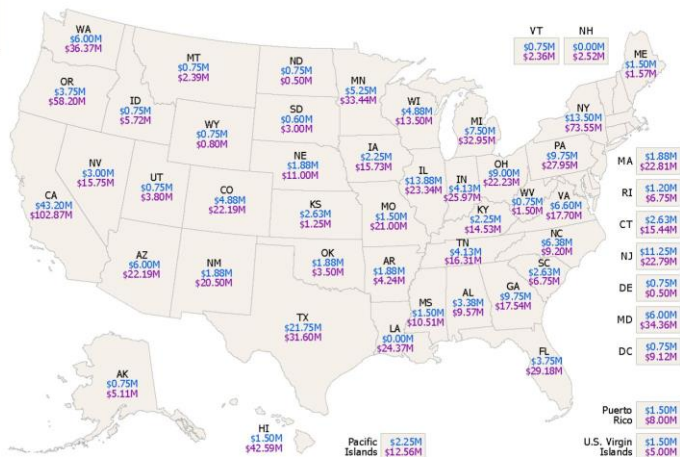 WA
$6.00M
$36.37M
MT
$0.75M
$2.39M
ND
$0.75M
$0.50M
MN
$5.25M
$33.44M
VT
$0.75M
$2.36M
NH
$0.00M
$2.52M
ME
$1.50M
$1.57M
OR
$3.75M
$58.20M
ID
$0.75M
$5.72M
WY
$0.75M
$0.80M
SD
$0.60M
$3.00M
WI
$4.88M
$13.50M
MI
$7.50M
$32.95M
NY
$13.50M
$73.55M
CA
$43.20M
$102.87M
NV
$3.00M
$15.75M
UT
$0.75M
$3.80M
CO
$4.88M
$22.19M
NE
$1.88M
$11.00M
IA
$2.25M
$15.73M
IL
$13.88M
$23.34M
IN
$4.13M
$25.97M
OH
$9.00M
$22.23M
PA
$9.75M
$27.95M
KS
$2.63M
$1.25M
MO
$1.50M
$21.00M
KY
$2.25M
$14.53M
WV
$0.75M
$1.50M
VA
$6.60M
$17.70M
MA
$1.88M
$22.81M
RI
$1.20M
$6.75M
CT
$2.63M
$15.44M
NJ
$11.25M
$22.79M
DE
$0.75M
$0.50M
MD
$6.00M
$34.36M
DC
$0.75M
$9.12M
AZ
$6.00M
$22.19M
NM
$1.88M
$20.50M
OK
$1.88M
$3.50M
AR
$1.88M
$4.24M
TN
$4.13M
$16.31M
NC
$6.38M
$9.20M
SC
$2.63M
$6.75M
TX
$21.75M
$31.60M
LA
$0.00M
$24.37M
MS
$1.50M
$10.51M
AL
$3.38M
$9.57M
GA
$9.75M
$17.54M
FL
$3.75M
$29.18M
AK
$0.75M
$5.11M
HI
$1.50M
$42.59M
Pacific
Islands
$2.25M
$12.56M
Puerto
Rico
$1.50M
$8.00M
U.S. Virgin
Islands
$1.50M
$5.00M